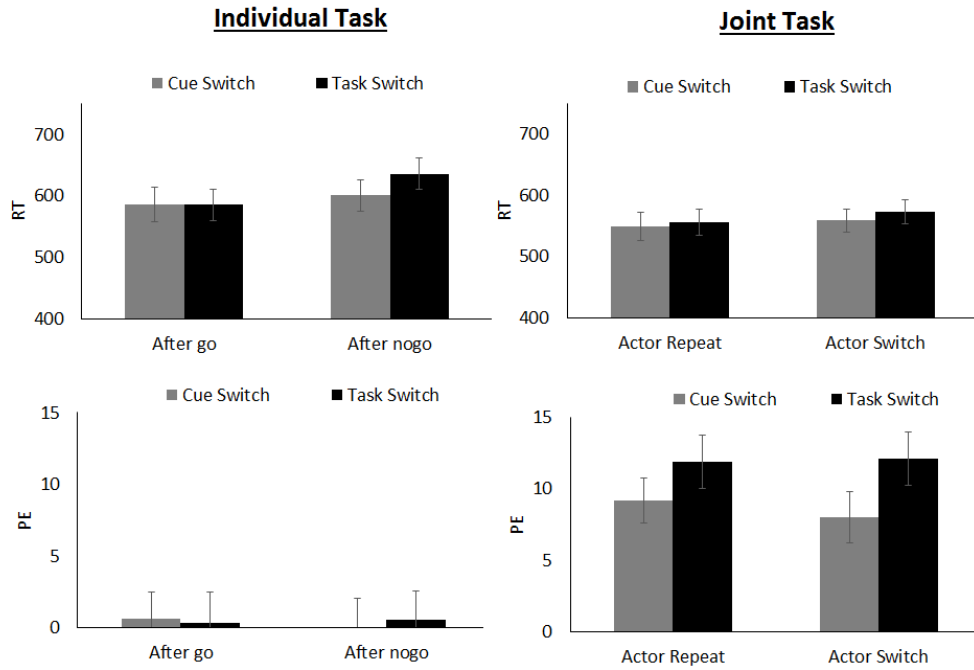 Individual Task
Joint Task
Cue Switch Task Switch
700
600
500
400
RT
After go After nogo
Cue Switch Task Switch
700
600
500
400
RT
Actor Repeat Actor Switch
Cue Switch Task Switch
15
10
5
0
PE
After go After nogo
Cue Switch Task Switch
15
10
5
0
PE
Actor Repeat Actor Switch